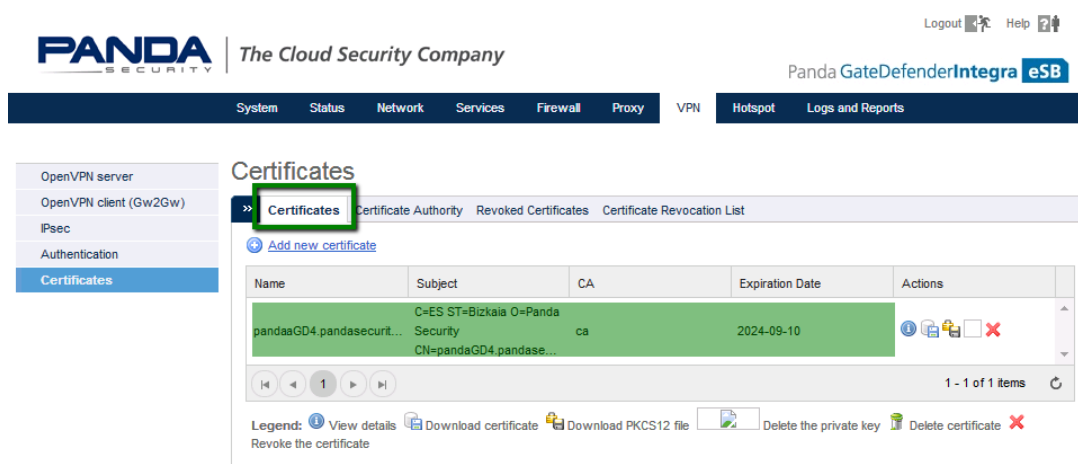 Logout Help
PANDA SECURITY The Cloud Security Company
Panda GateDefenderIntegra eSB
System Status Network Services Firewall Proxy VPN Hotspot Logs and Reports
OpenVPN server
OpenVPN client (Gw2Gw)
IPsec
Authentication
Certificates
Certificates
» Certificates Certificate Authority Revoked Certificates Certificate Revocation List
Add new certificate
Name Subject CA Expiration Date Actions
C=ES ST=Bizkaia O=Panda
pandaaGD4.pandasecurit... Security ca 2024-09-10
CN=pandaGD4.pandase...
1 1 - 1 of 1 items
Legend: View details Download certificate Download PKCS12 file Delete the private key Delete certificate
Revoke the certificate